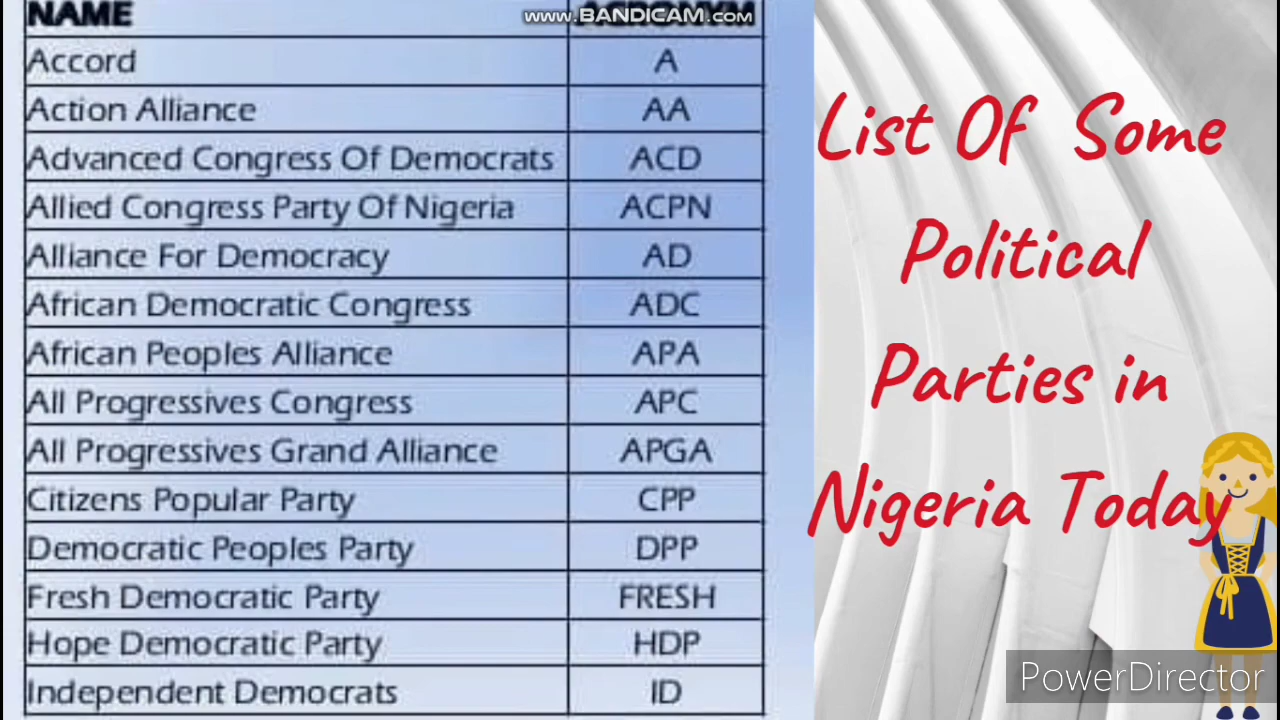 NAME ACRONYM
www.BANDICAM.com
Accord A
Action Alliance AA
Advanced Congress Of Democrats ACD
Allied Congress Party Of Nigeria ACPN
Alliance For Democracy AD
African Democratic Congress ADC
African Peoples Alliance APA
All Progressives Congress APC
All Progressives Grand Alliance APGA
Citizens Popular Party CPP
Democratic Peoples Party DPP
Fresh Democratic Party FRESH
Hope Democratic Party HDP
Independent Democrats ID
List Of Some
Political
Parties in
Nigeria Today
PowerDirector